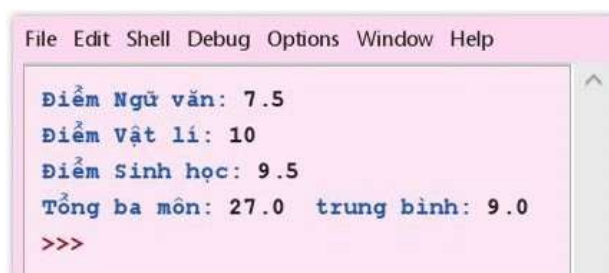 File Edit Shell Debug Options Window Help
Điểm Ngữ văn: 7.5
Điểm Vật lí: 10
Điểm Sinh học: 9.5
Tổng ba môn: 27.0 trung bình: 9.0
>>>